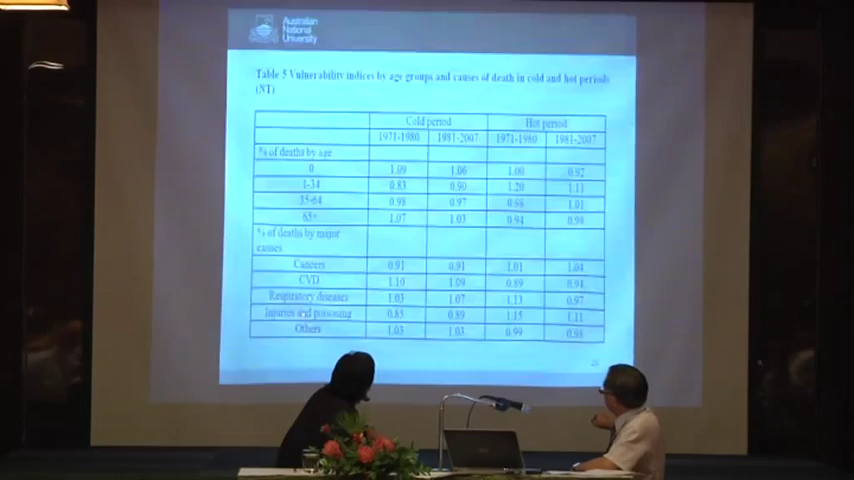 Australian
National
University
Table 5 Vulnerability indices by age groups and causes of death in cold and hot periods
(NT)
Cold period Hot period
1971-1980 1981-2007 1971-1980 1981-2007
% of deaths by age
0 1.09 1.06 1.00 0.92
1-34 0.83 0.90 1.20 1.11
35-64 0.98 0.97 0.98 1.01
65+ 1.07 1.03 0.94 0.98
% of deaths by major
causes
Cancers 0.91 0.91 1.01 1.04
CVD 1.10 1.09 0.89 0.94
Respiratory diseases 1.03 1.07 1.13 0.97
Injuries and poisoning 0.85 0.89 1.15 1.11
Others 1.03 1.03 0.99 0.98